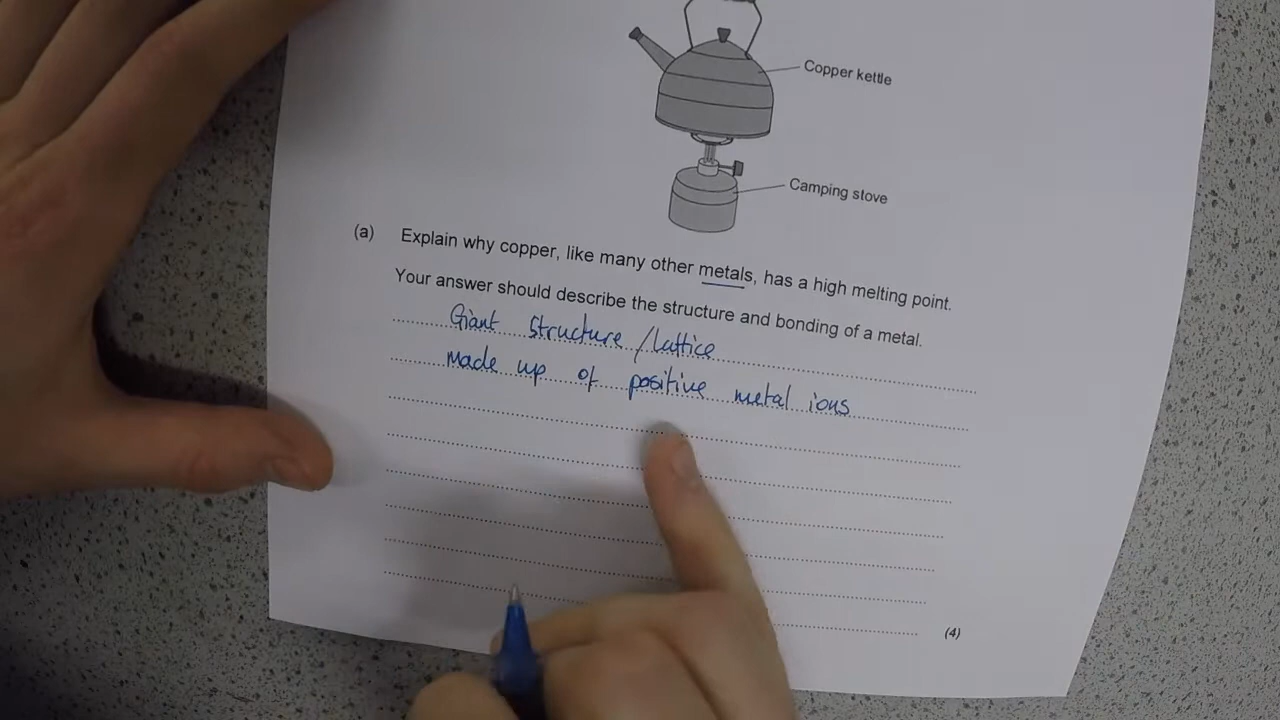 Copper kettle
Camping stove
(a) Explain why copper, like many other metals, has a high melting point.
Your answer should describe the structure and bonding of a metal.
Giant structure/lattice
Made up of positive metal ions
(4)